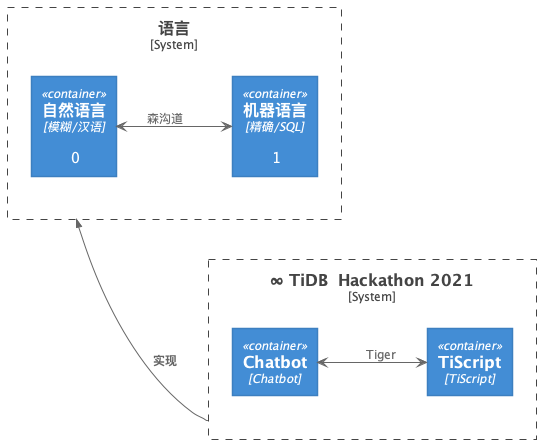 语言
[System]
«container»
自然语言
[模糊/汉语]
0
森沟道
«container»
机器语言
[精确/SQL]
1
实现
∞ TiDB  Hackathon 2021
[System]
«container»
Chatbot
[Chatbot]
Tiger
«container»
TiScript
[TiScript]